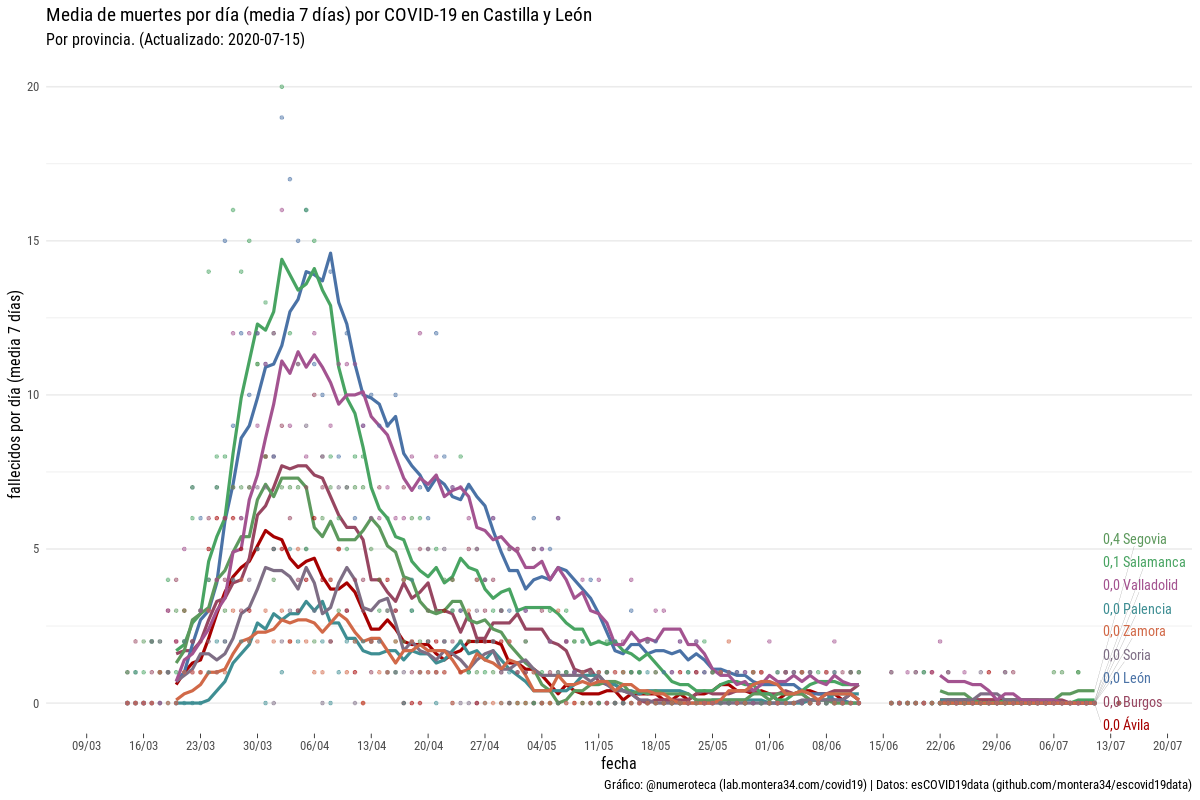 Media de muertes por día (media 7 días) por COVID-19 en Castilla y León
Por provincia. (Actualizado: 2020-07-15)
fallecidos por día (media 7 días)
20
15
10
5
0
0,4 Segovia
0,1 Salamanca
0,0 Valladolid
0,0 Palencia
0,0 Zamora
0,0 Soria
0,0 León
0,0 Burgos
0,0 Ávila
09/03 16/03 23/03 30/03 06/04 13/04 20/04 27/04 04/05 11/05 18/05 25/05 01/06 08/06 15/06 22/06 29/06 06/07 13/07 20/07
fecha
Gráfico: @numeroteca (lab.montera34.com/covid19) | Datos: esCOVID19data (github.com/montera34/escovid19data)